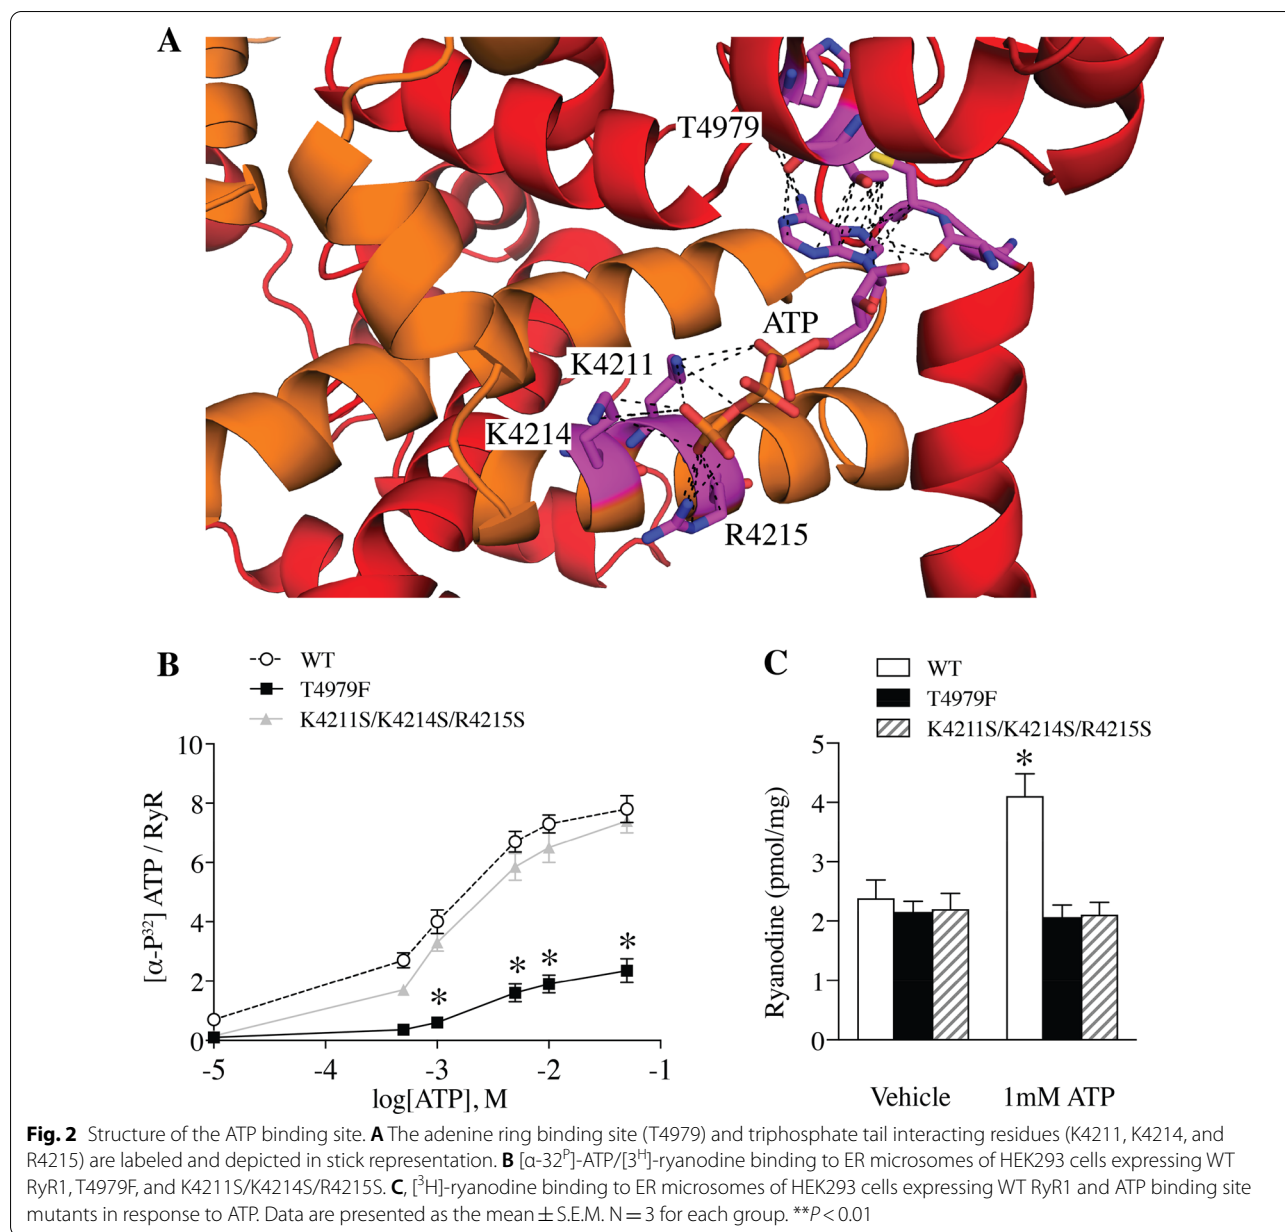 A
T4979
ATP
K4211
K4214
R4215
B
WT
T4979F
K4211S/K4214S/R4215S
[α-P³²] ATP / RyR
10
8
6
4
2
0
* * * *
-5 -4 -3 -2 -1
log[ATP], M
C
WT
T4979F
K4211S/K4214S/R4215S
Ryanodine (pmol/mg)
5
4
3
2
1
0
*
Vehicle 1mM ATP
Fig. 2 Structure of the ATP binding site. A The adenine ring binding site (T4979) and triphosphate tail interacting residues (K4211, K4214, and
R4215) are labeled and depicted in stick representation. B [α-32ᴾ]-ATP/[3ᴴ]-ryanodine binding to ER microsomes of HEK293 cells expressing WT
RyR1, T4979F, and K4211S/K4214S/R4215S. C, [³H]-ryanodine binding to ER microsomes of HEK293 cells expressing WT RyR1 and ATP binding site
mutants in response to ATP. Data are presented as the mean ± S.E.M. N = 3 for each group. **P < 0.01